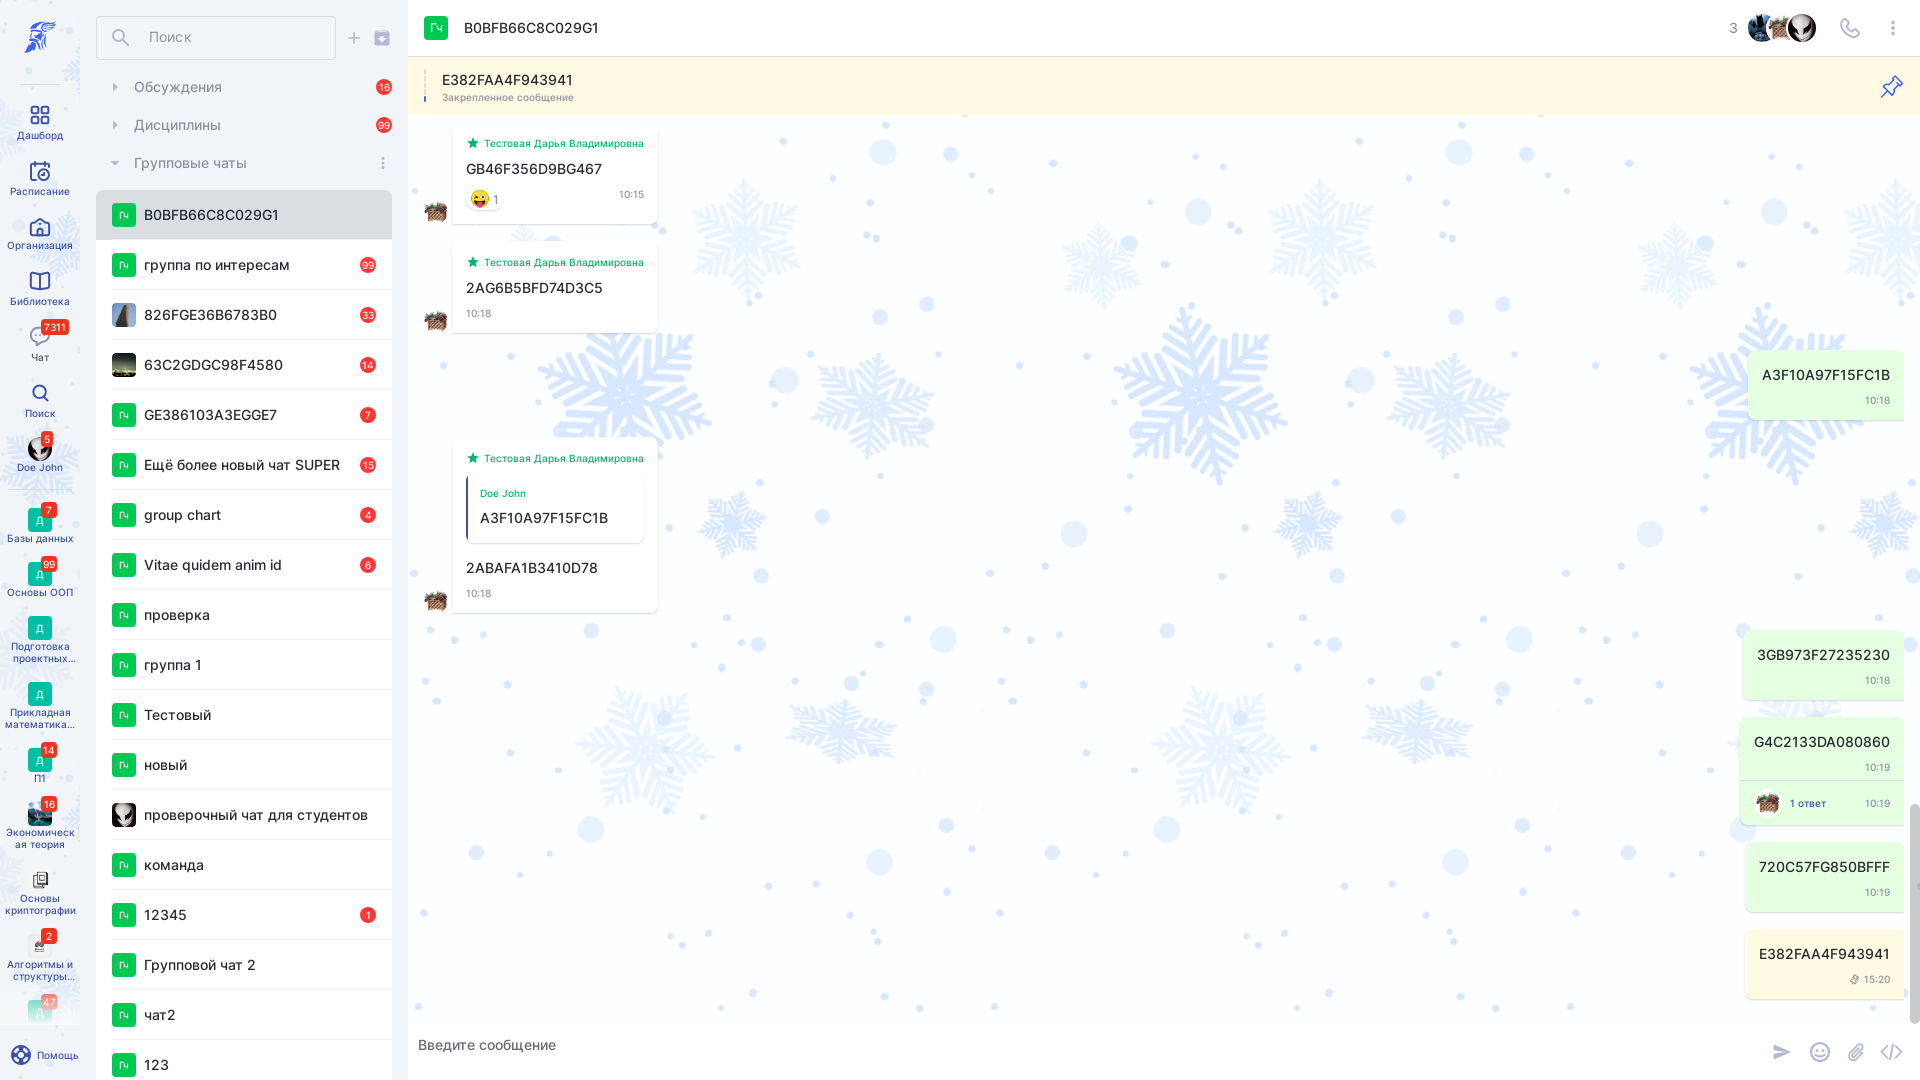 Дашборд
Расписание
Организация
Библиотека
7311
Чат
Поиск
5
Doe John
7
Д
Базы данных
99
Д
Основы ООП
Д
Подготовка
проектных...
Д
Прикладная
математика...
14
Д
П1
16
Экономическ
ая теория
Основы
криптографии
2
Алгоритмы и
структуры...
47
Д
Помощь
Поиск
Обсуждения 16
Дисциплины 99
Групповые чаты
Гч B0BFB66C8C029G1
Гч группа по интересам 99
826FGE36B6783B0 33
63C2GDGC98F4580 14
Гч GE386103A3EGGE7 7
Гч Ещё более новый чат SUPER 15
Гч group chart 4
Гч Vitae quidem anim id 6
Гч проверка
Гч группа 1
Гч Тестовый
Гч новый
проверочный чат для студентов
Гч команда
Гч 12345 1
Гч Групповой чат 2
Гч чат2
Гч 123
Гч B0BFB66C8C029G1 3
E382FAA4F943941
Закрепленное сообщение
Тестовая Дарья Владимировна
GB46F356D9BG467
1 10:15
Тестовая Дарья Владимировна
2AG6B5BFD74D3C5
10:18
A3F10A97F15FC1B
10:18
Тестовая Дарья Владимировна
Doe John
A3F10A97F15FC1B
2ABAFA1B3410D78
10:18
3GB973F27235230
10:18
G4C2133DA080860
10:19
1 ответ 10:19
720C57FG850BFFF
10:19
E382FAA4F943941
15:20
Введите сообщение